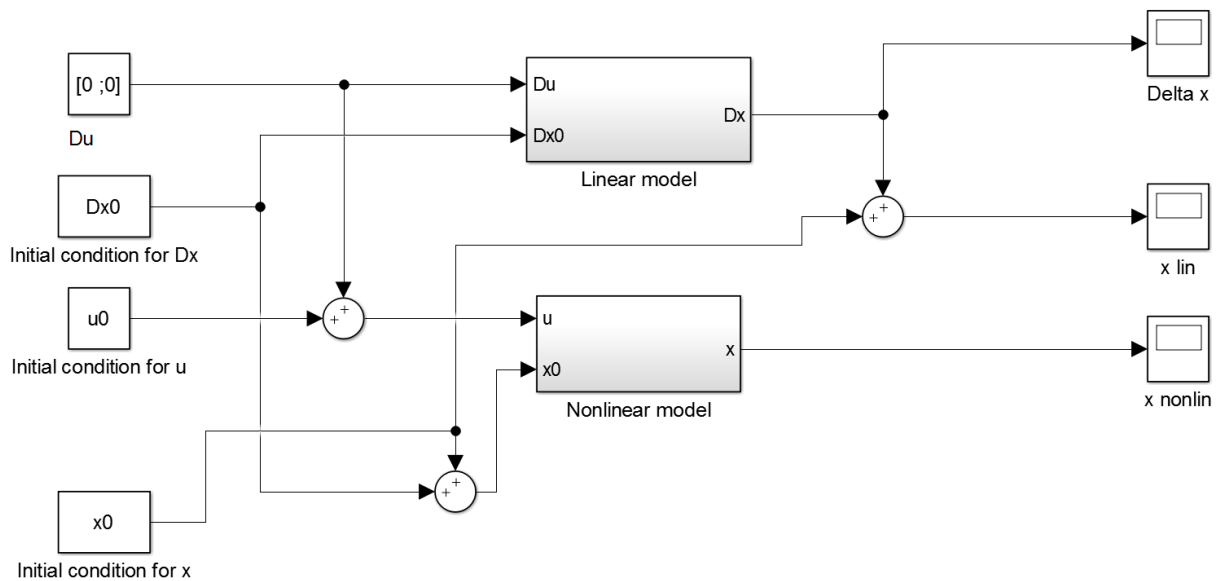 [0 ;0]
Du
Dx0
Initial condition for Dx
u0
Initial condition for u
x0
Initial condition for x
Du
Dx0
Dx
Linear model
+
+
+
+
u
x0
x
Nonlinear model
+
+
Delta x
x lin
x nonlin